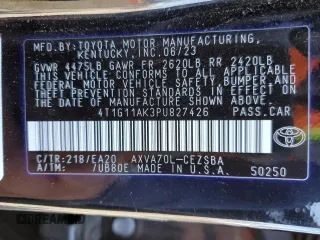 MFD.BY:TOYOTA MOTOR MANUFACTURING,
KENTUCKY, INC. 06/23
GVWR 4475LB GAWR FR 2620LB RR 2420LB
THIS VEHICLE CONFORMS TO ALL APPLICABLE
FEDERAL MOTOR VEHICLE SAFETY, BUMPER, AND
THEFT PREVENTION STANDARDS IN EFFECT ON
THE DATE OF MANUFACTURE SHOWN ABOVE.
4T1G11AK3PU827426 PASS.CAR
C/TR:218/EA20 AXVA70L-CEZSBA
A/TM: /UB80E MADE IN U.S.A. 50250
TOYOTA